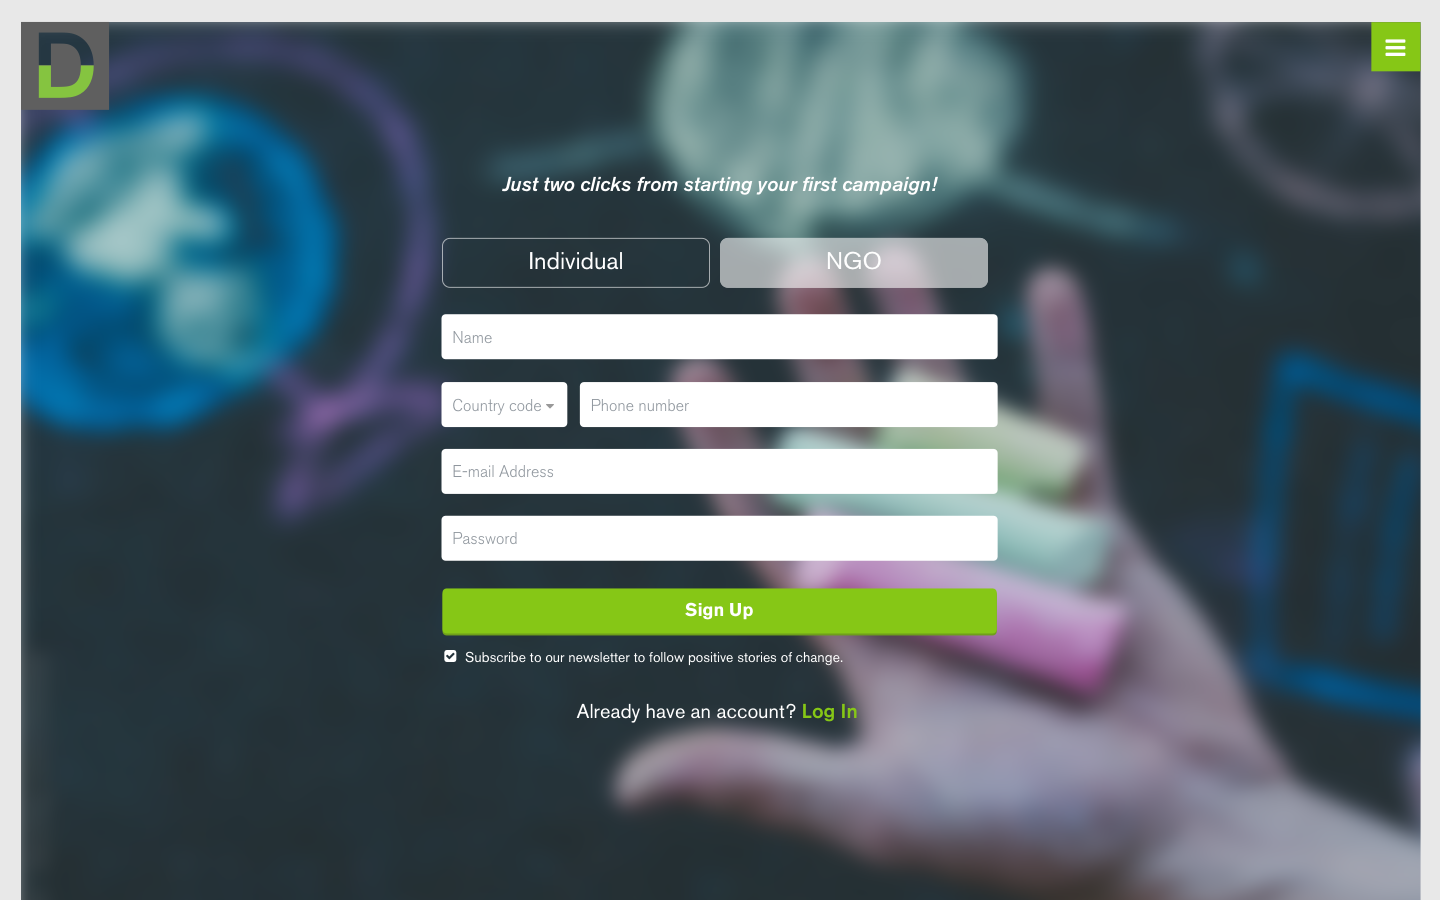 D
Just two clicks from starting your first campaign!
Individual
NGO
Name
Country code
Phone number
E-mail Address
Password
Sign Up
Subscribe to our newsletter to follow positive stories of change.
Already have an account? Log In